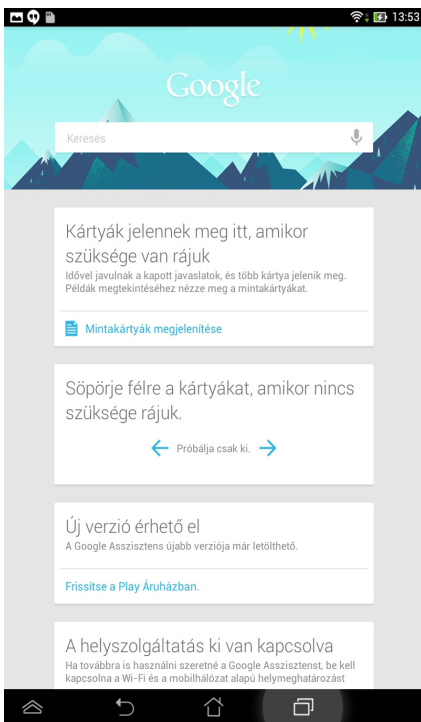 13:53
Google
Keresés
Kártyák jelennek meg itt, amikor
szüksége van rájuk
Idővel javulnak a kapott javaslatok, és több kártya jelenik meg.
Példák megtekintéséhez nézze meg a mintakártyákat.
Mintakártyák megjelenítése
Söpörje félre a kártyákat, amikor nincs
szüksége rájuk.
Próbálja csak ki.
Új verzió érhető el
A Google Asszisztens újabb verziója már letölthető.
Frissítse a Play Áruházban.
A helyszolgáltatás ki van kapcsolva
Ha továbbra is használni szeretné a Google Asszisztenst, be kell
kapcsolna a Wi-Fi és a mobilhálózat alapú helymeghatározást